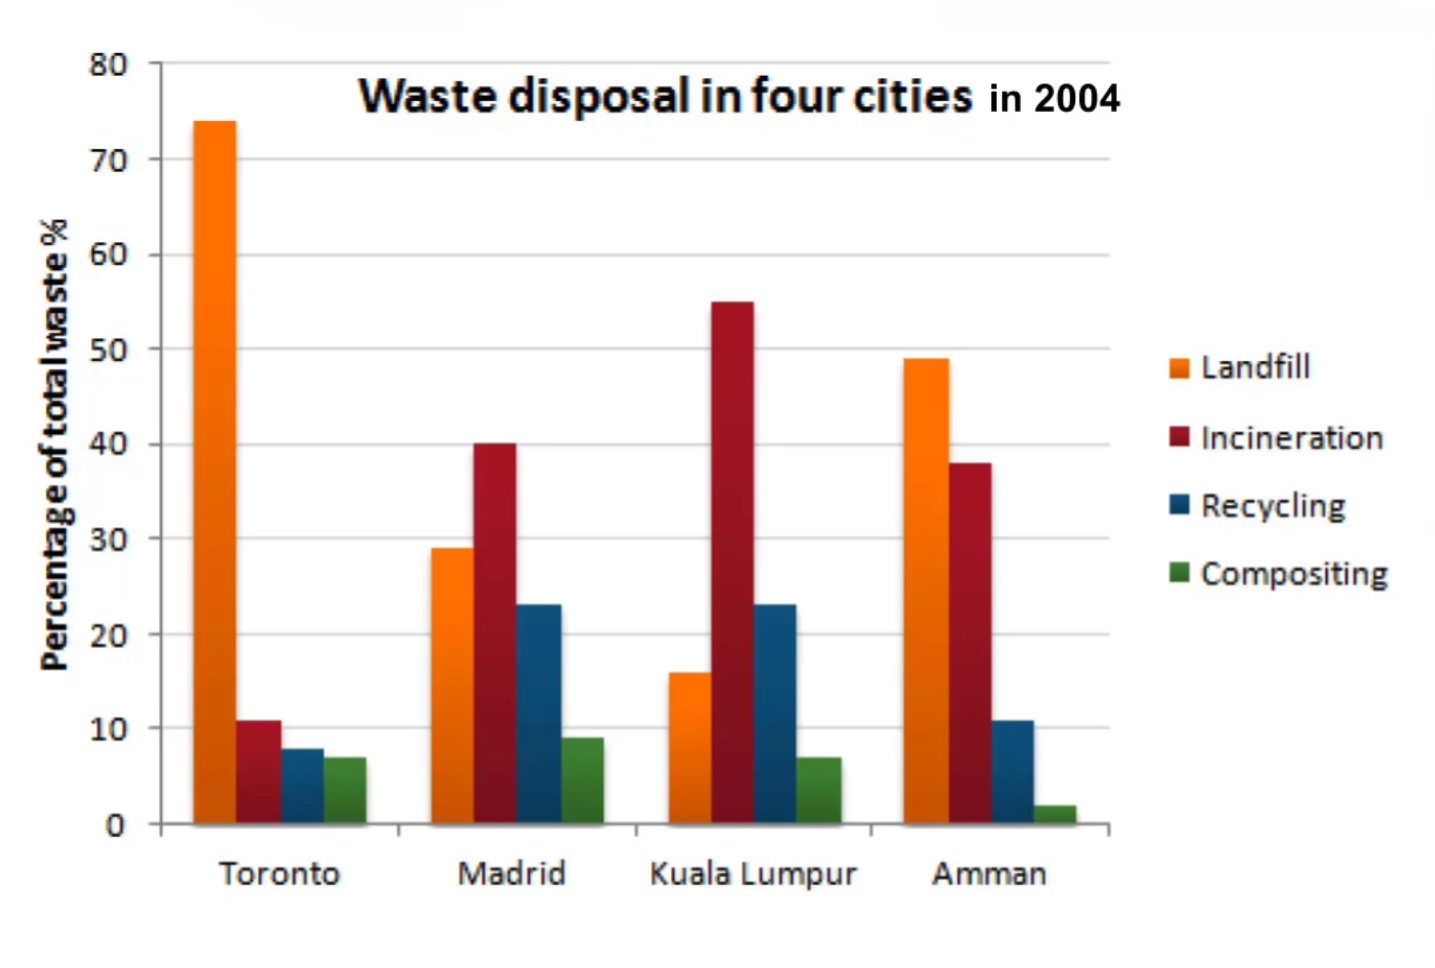 Waste disposal in four cities in 2004
Percentage of total waste %
80
70
60
50
40
30
20
10
0
Toronto Madrid Kuala Lumpur Amman
Landfill
Incineration
Recycling
Compositing